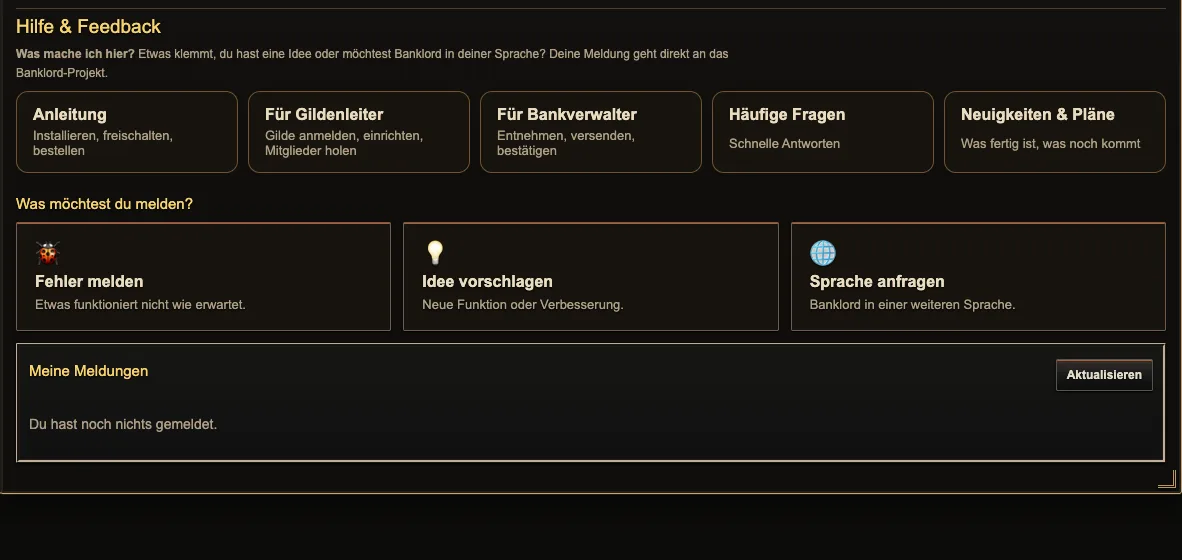 Hilfe & Feedback
Was mache ich hier? Etwas klemmt, du hast eine Idee oder möchtest Banklord in deiner Sprache? Deine Meldung geht direkt an das
Banklord-Projekt.
Anleitung
Installieren, freischalten,
bestellen
Für Gildenleiter
Gilde anmelden, einrichten,
Mitglieder holen
Für Bankverwalter
Entnehmen, versenden,
bestätigen
Häufige Fragen
Schnelle Antworten
Neuigkeiten & Pläne
Was fertig ist, was noch kommt
Was möchtest du melden?
Fehler melden
Etwas funktioniert nicht wie erwartet.
Idee vorschlagen
Neue Funktion oder Verbesserung.
Sprache anfragen
Banklord in einer weiteren Sprache.
Meine Meldungen
Aktualisieren
Du hast noch nichts gemeldet.